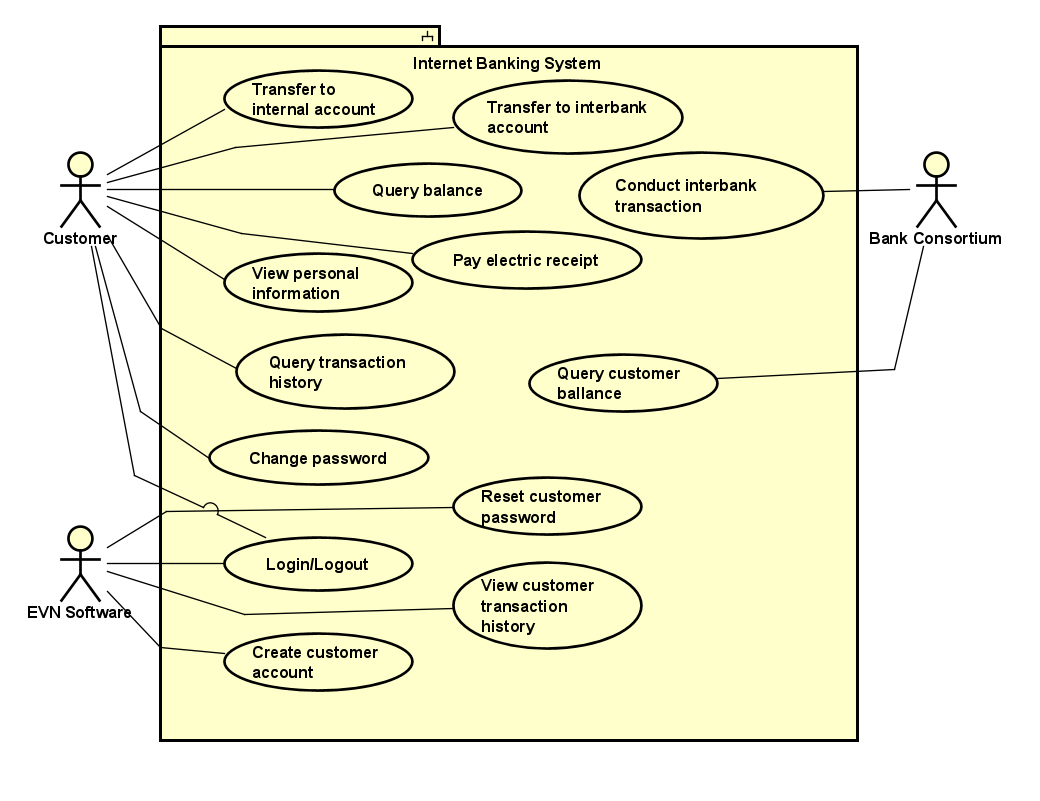 Internet Banking System
Transfer to
internal account
Transfer to interbank
account
Query balance
Conduct interbank
transaction
Customer
Bank Consortium
Pay electric receipt
View personal
information
Query transaction
history
Query customer
ballance
Change password
Reset customer
password
Login/Logout
View customer
transaction
history
EVN Software
Create customer
account